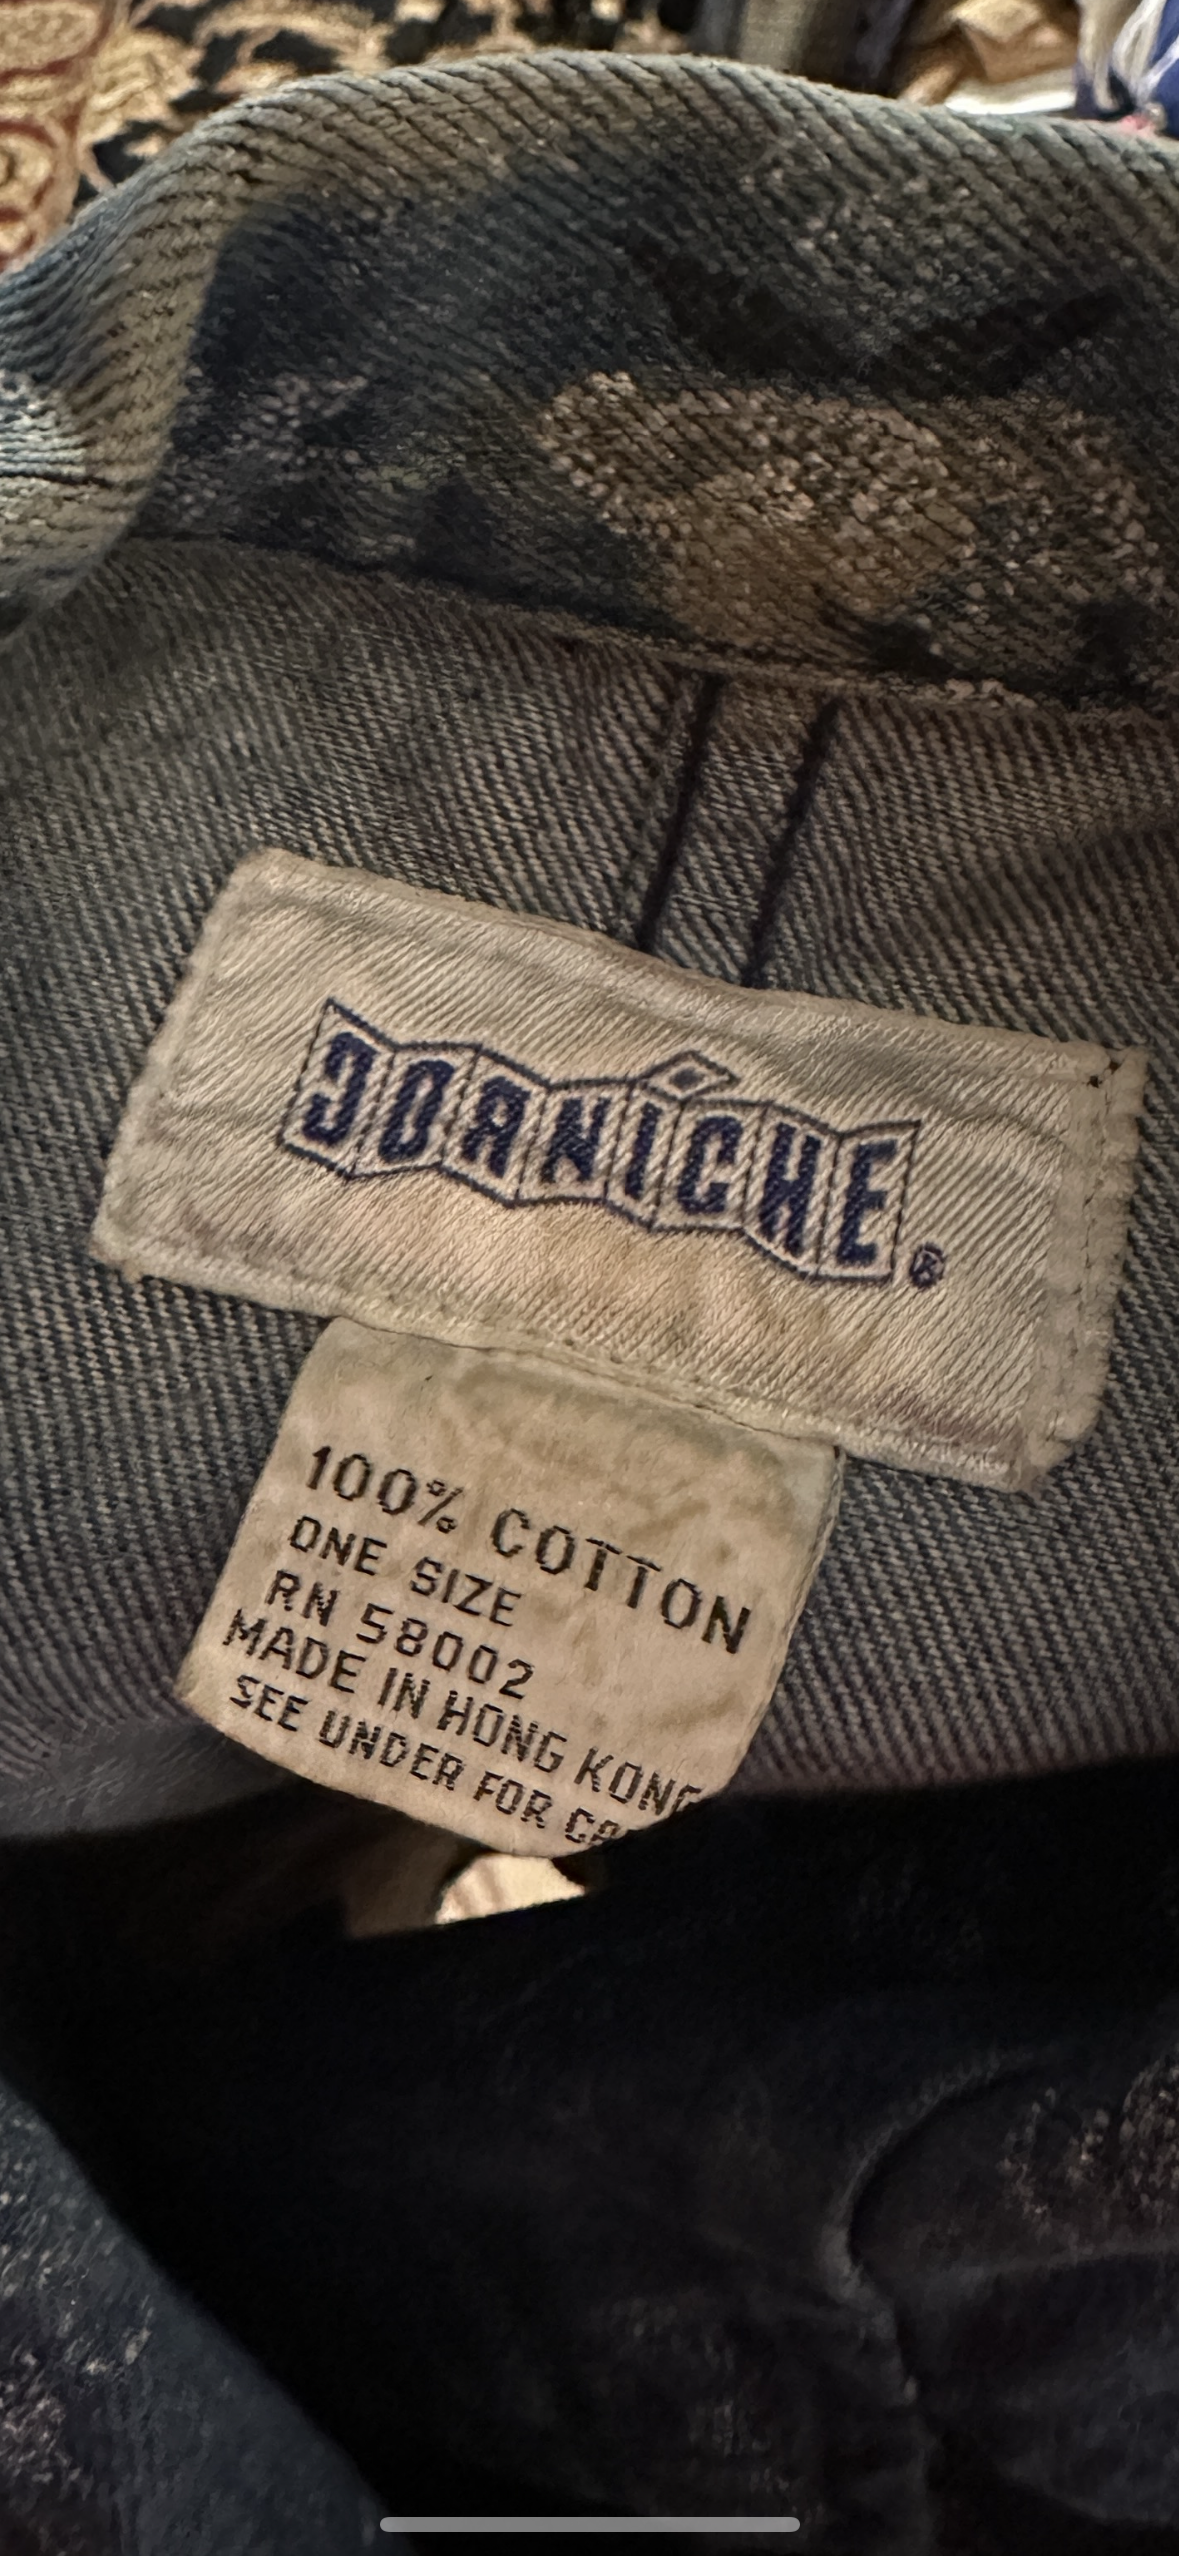 CORNICHE®
100% COTTON
ONE SIZE
RN 58002
MADE IN HONG KONG
SEE UNDER FOR